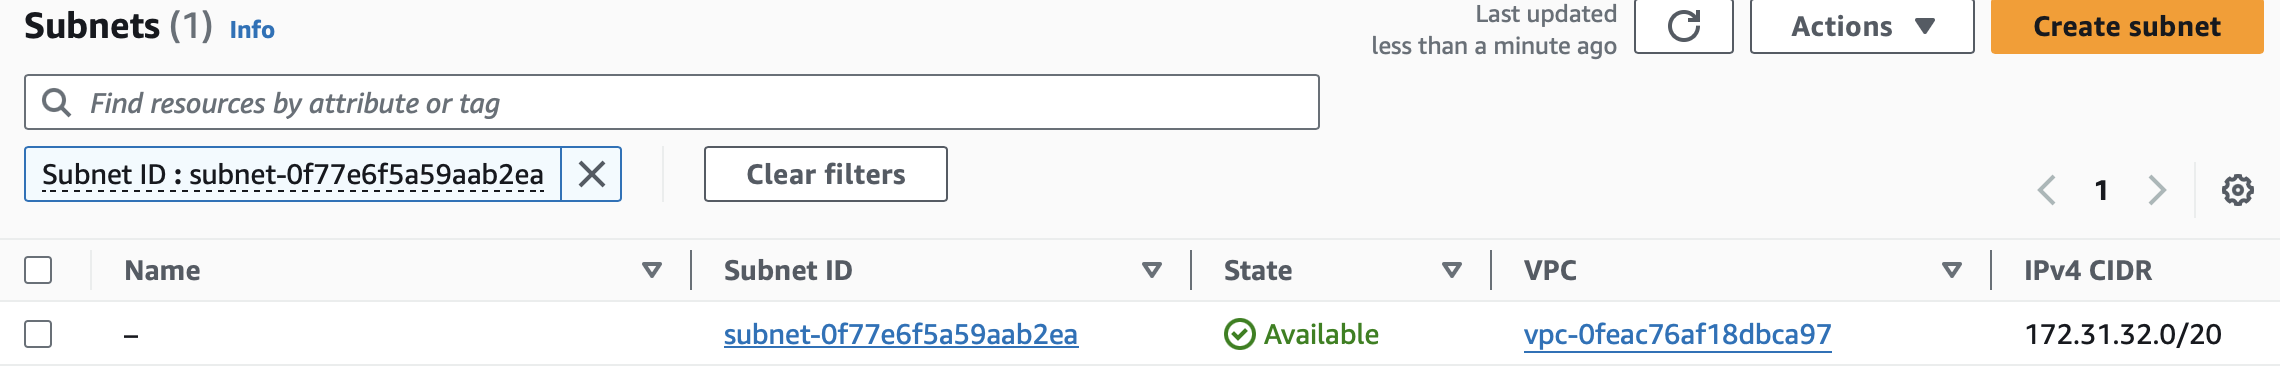 Subnets (1) Info
Last updated
less than a minute ago
Actions
Create subnet
Find resources by attribute or tag
Subnet ID : subnet-0f77e6f5a59aab2ea
Clear filters
1
Name Subnet ID State VPC IPv4 CIDR
– subnet-0f77e6f5a59aab2ea Available vpc-0feac76af18dbca97 172.31.32.0/20